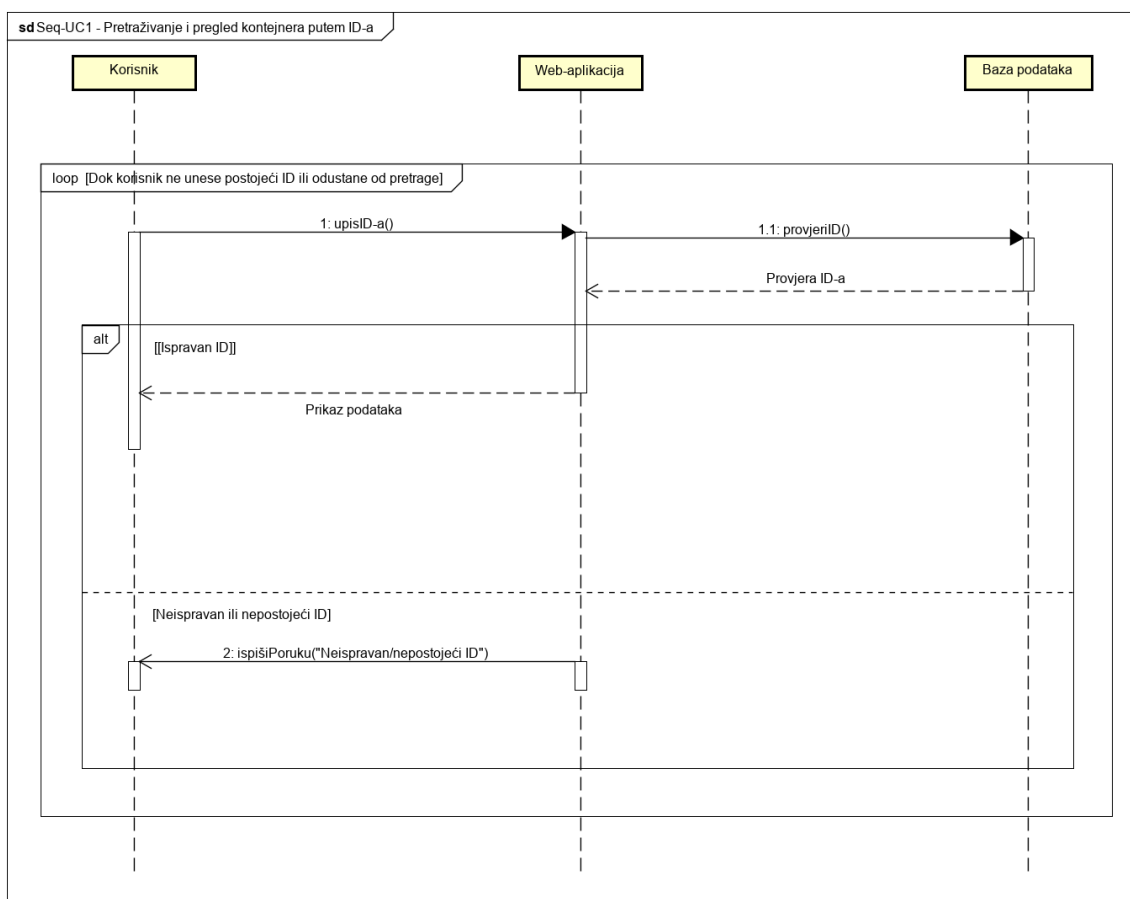 sd Seq-UC1 - Pretraživanje i pregled kontejnera putem ID-a
Korisnik
Web-aplikacija
Baza podataka
loop [Dok korisnik ne unese postojeći ID ili odustane od pretrage]
1: upisID-a()
1.1: provjeriID()
Provjera ID-a
alt
[[Ispravan ID]]
Prikaz podataka
[Neispravan ili nepostojeći ID]
2: ispišiPoruku("Neispravan/nepostojeći ID")